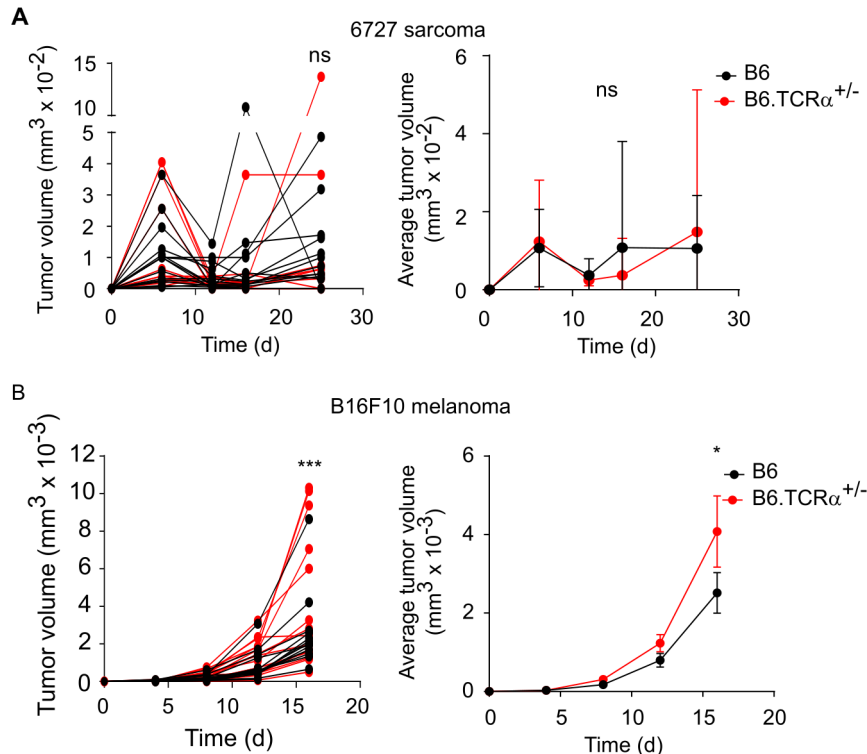 A
6727 sarcoma
Tumor volume (mm³ x 10⁻²)
15
10
5
4
3
2
1
0
ns
0 10 20 30
Time (d)
Average tumor volume
(mm³ x 10⁻²)
6
4
2
0
ns
0 10 20 30
Time (d)
B6
B6.TCRα⁺/⁻
B
B16F10 melanoma
Tumor volume (mm³ x 10⁻³)
12
10
8
6
4
2
0
***
0 5 10 15 20
Time (d)
Average tumor volume
(mm³ x 10⁻³)
6
4
2
0
*
0 5 10 15 20
Time (d)
B6
B6.TCRα⁺/⁻